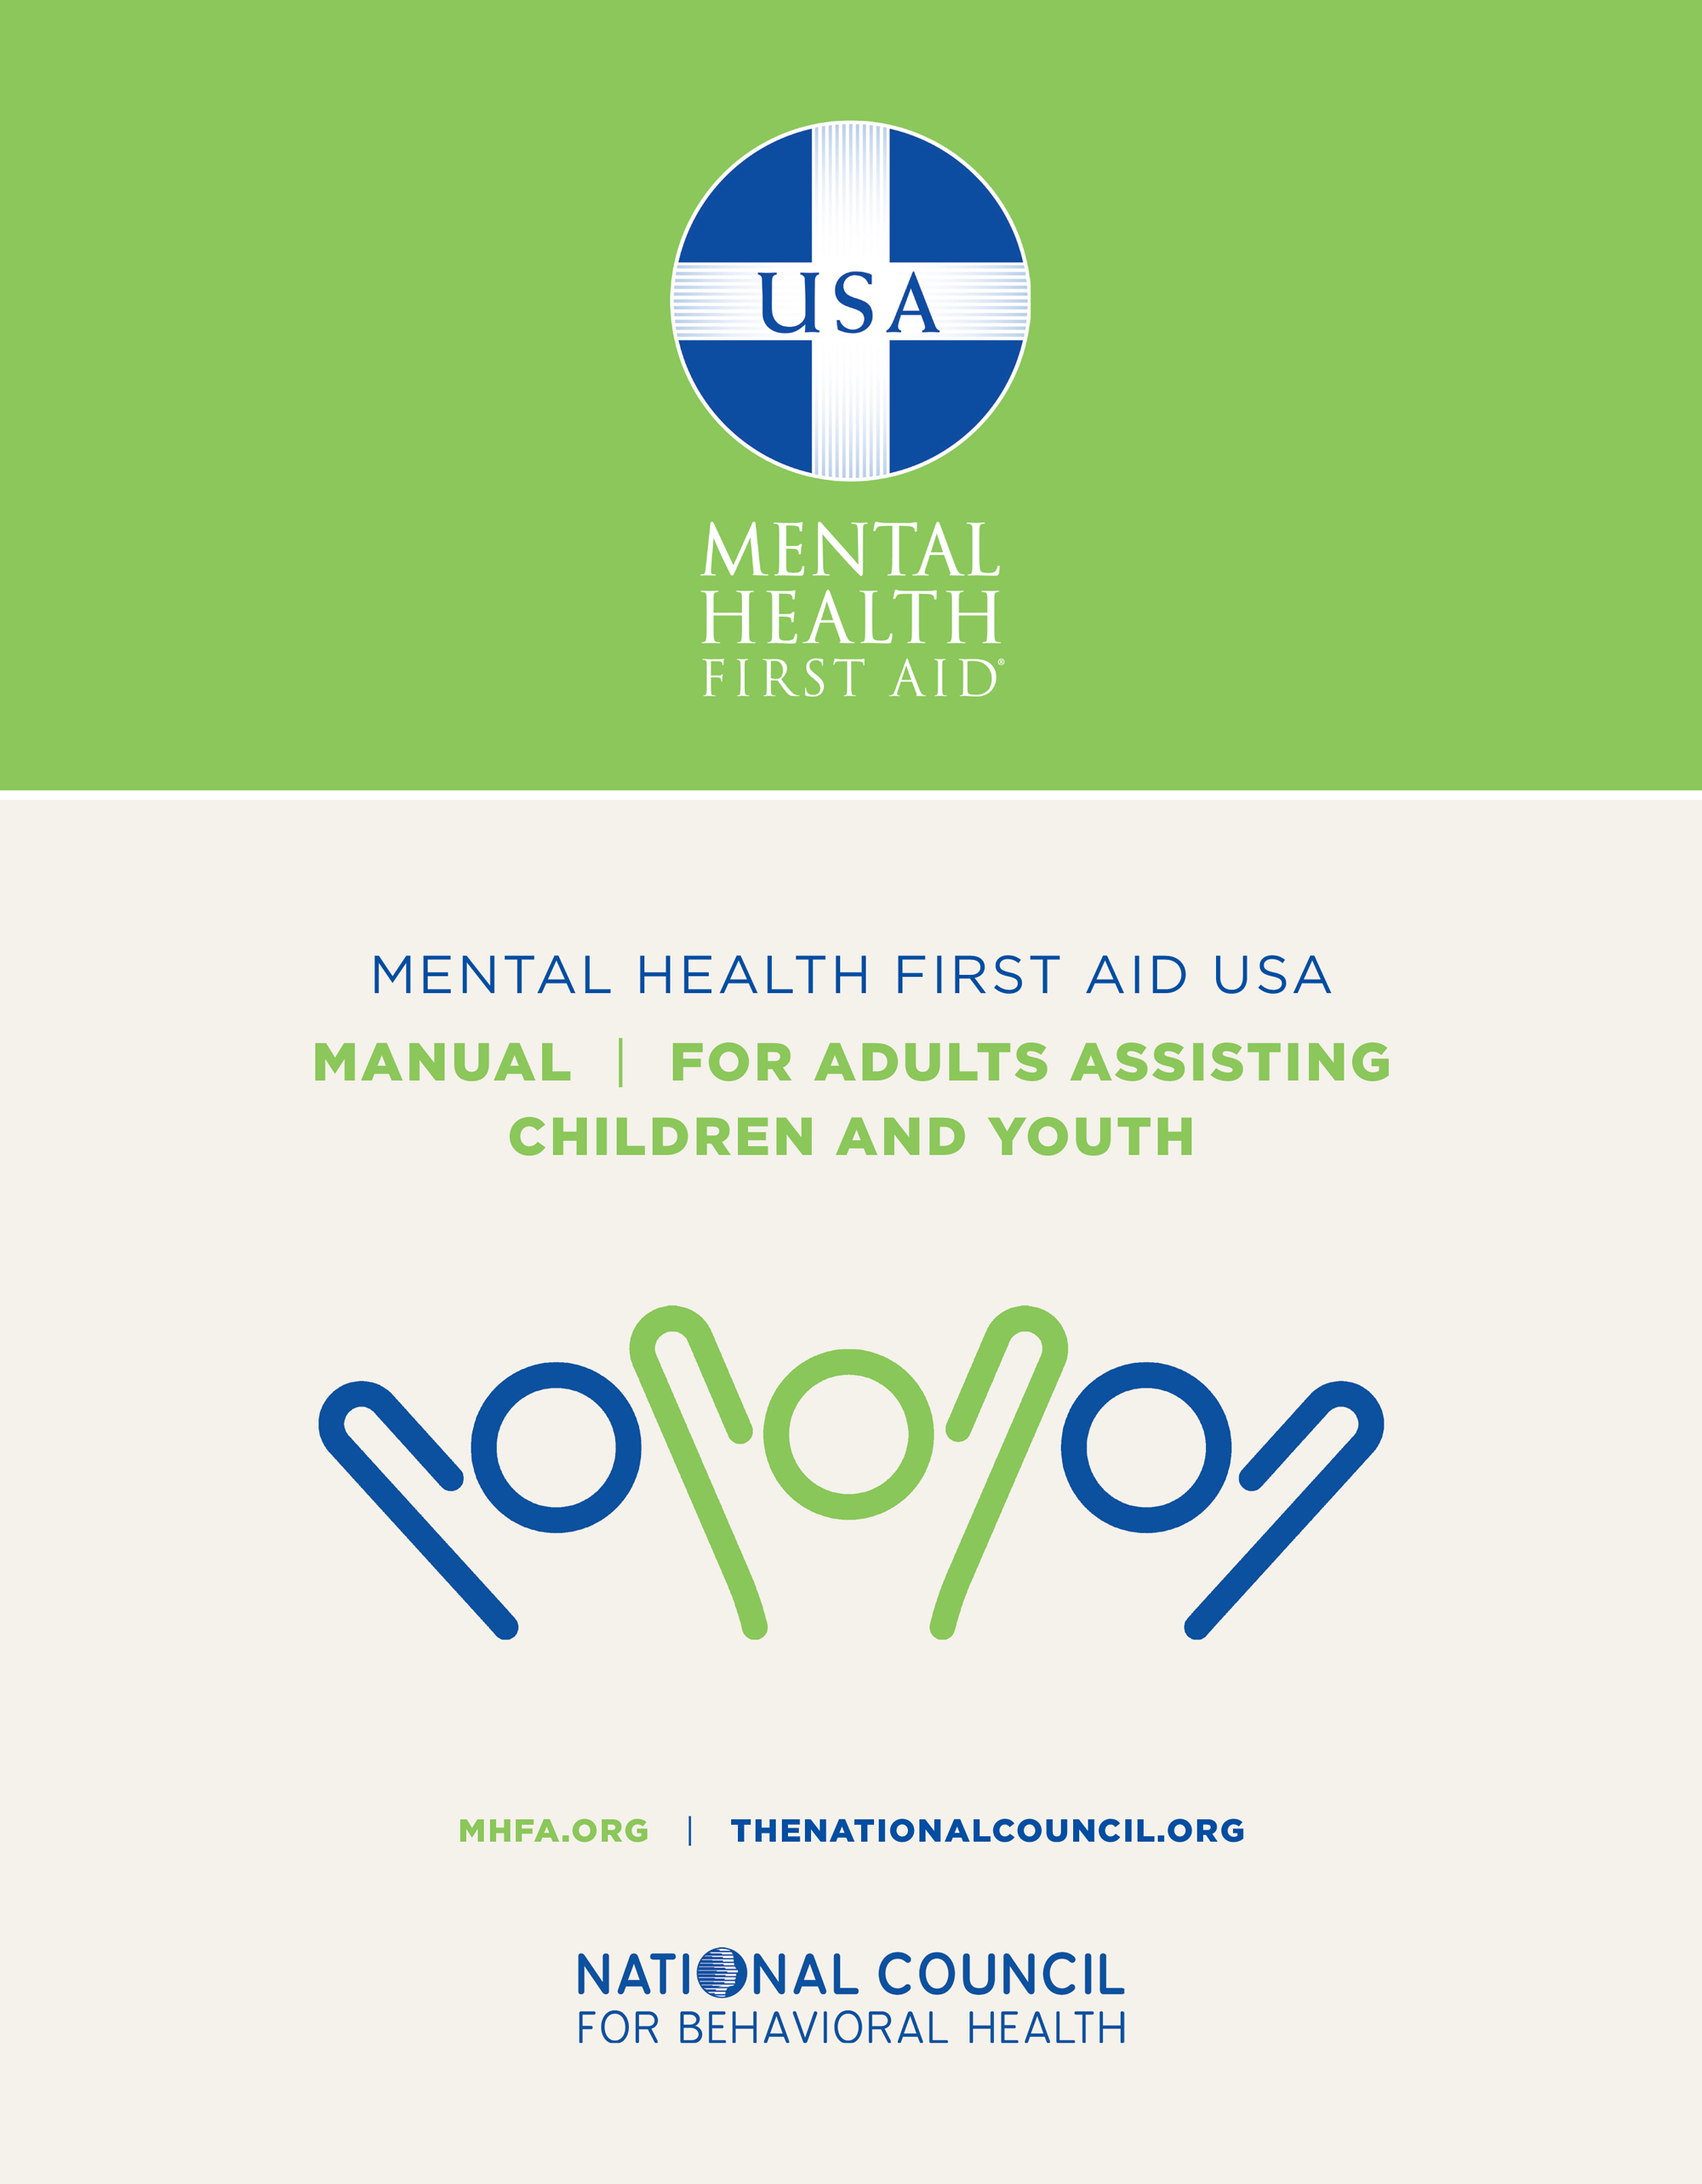 USA
MENTAL
HEALTH
FIRST AID®
MENTAL HEALTH FIRST AID USA
MANUAL | FOR ADULTS ASSISTING
CHILDREN AND YOUTH
MHFA.ORG | THENATIONALCOUNCIL.ORG
NATIONAL COUNCIL
FOR BEHAVIORAL HEALTH